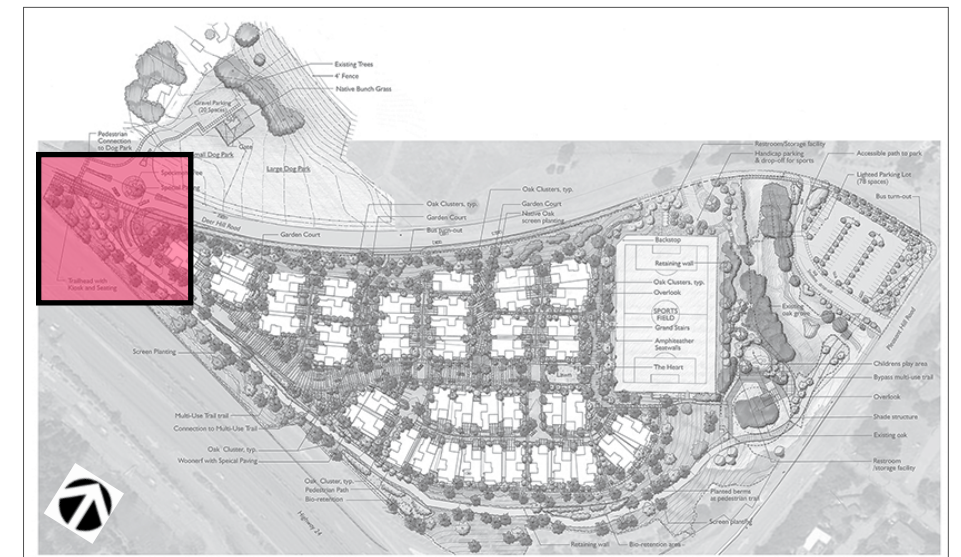 Existing Trees
4' Fence
Native Bunch Grass
Gravel Parking
(20 Spaces)
Pedestrian
Connection
to Dog Park
Gate
Small Dog Park
Large Dog Park
Specimen Tree
Special Paving
Deer Hill Road
Garden Court
Trailhead with
Kiosk and Seating
Oak Clusters, typ.
Garden Court
Bus turn-out
Oak Clusters, typ.
Garden Court
Native Oak
screen planting
Restroom/Storage facility
Handicap parking
& drop-off for sports
Accessible path to park
Lighted Parking Lot
(78 spaces)
Bus turn-out
Backstop
Retaining wall
Oak Clusters, typ.
Overlook
SPORTS
FIELD
Grand Stairs
Amphiteather
Seatwalls
The Heart
Lawn
Existing
oak grove
Pleasant Hill Road
Childrens play area
Bypass multi-use trail
Overlook
Shade structure
Existing oak
Restroom
/storage facility
Screen Planting
Multi-Use Trail trail
Connection to Multi-Use Trail
Oak Cluster, typ.
Woonerf with Speical Paving
Oak Cluster, typ.
Pedestrian Path
Bio-retention
Highway 24
Retaining wall
Bio-retention area
Screen planting
Planted berms
at pedestrian trail